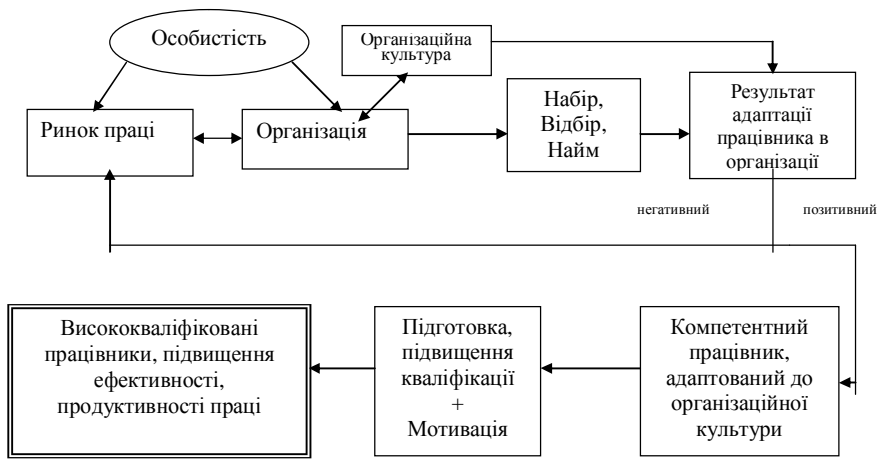 Особистість
Організаційна
культура
Ринок праці
Організація
Набір,
Відбір,
Найм
Результат
адаптації
працівника в
організації
негативний
позитивний
Висококваліфіковані
працівники, підвищення
ефективності,
продуктивності праці
Підготовка,
підвищення
кваліфікації
+
Мотивація
Компетентний
працівник,
адаптований до
організаційної
культури